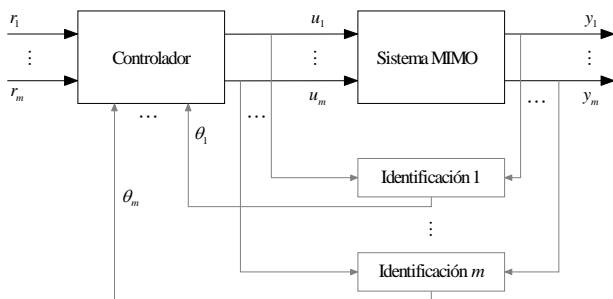 r1 u1 y1
⋮ Controlador ⋮ Sistema MIMO ⋮
rm um ym
… … …
θ1
Identificación 1
θm
⋮
Identificación m